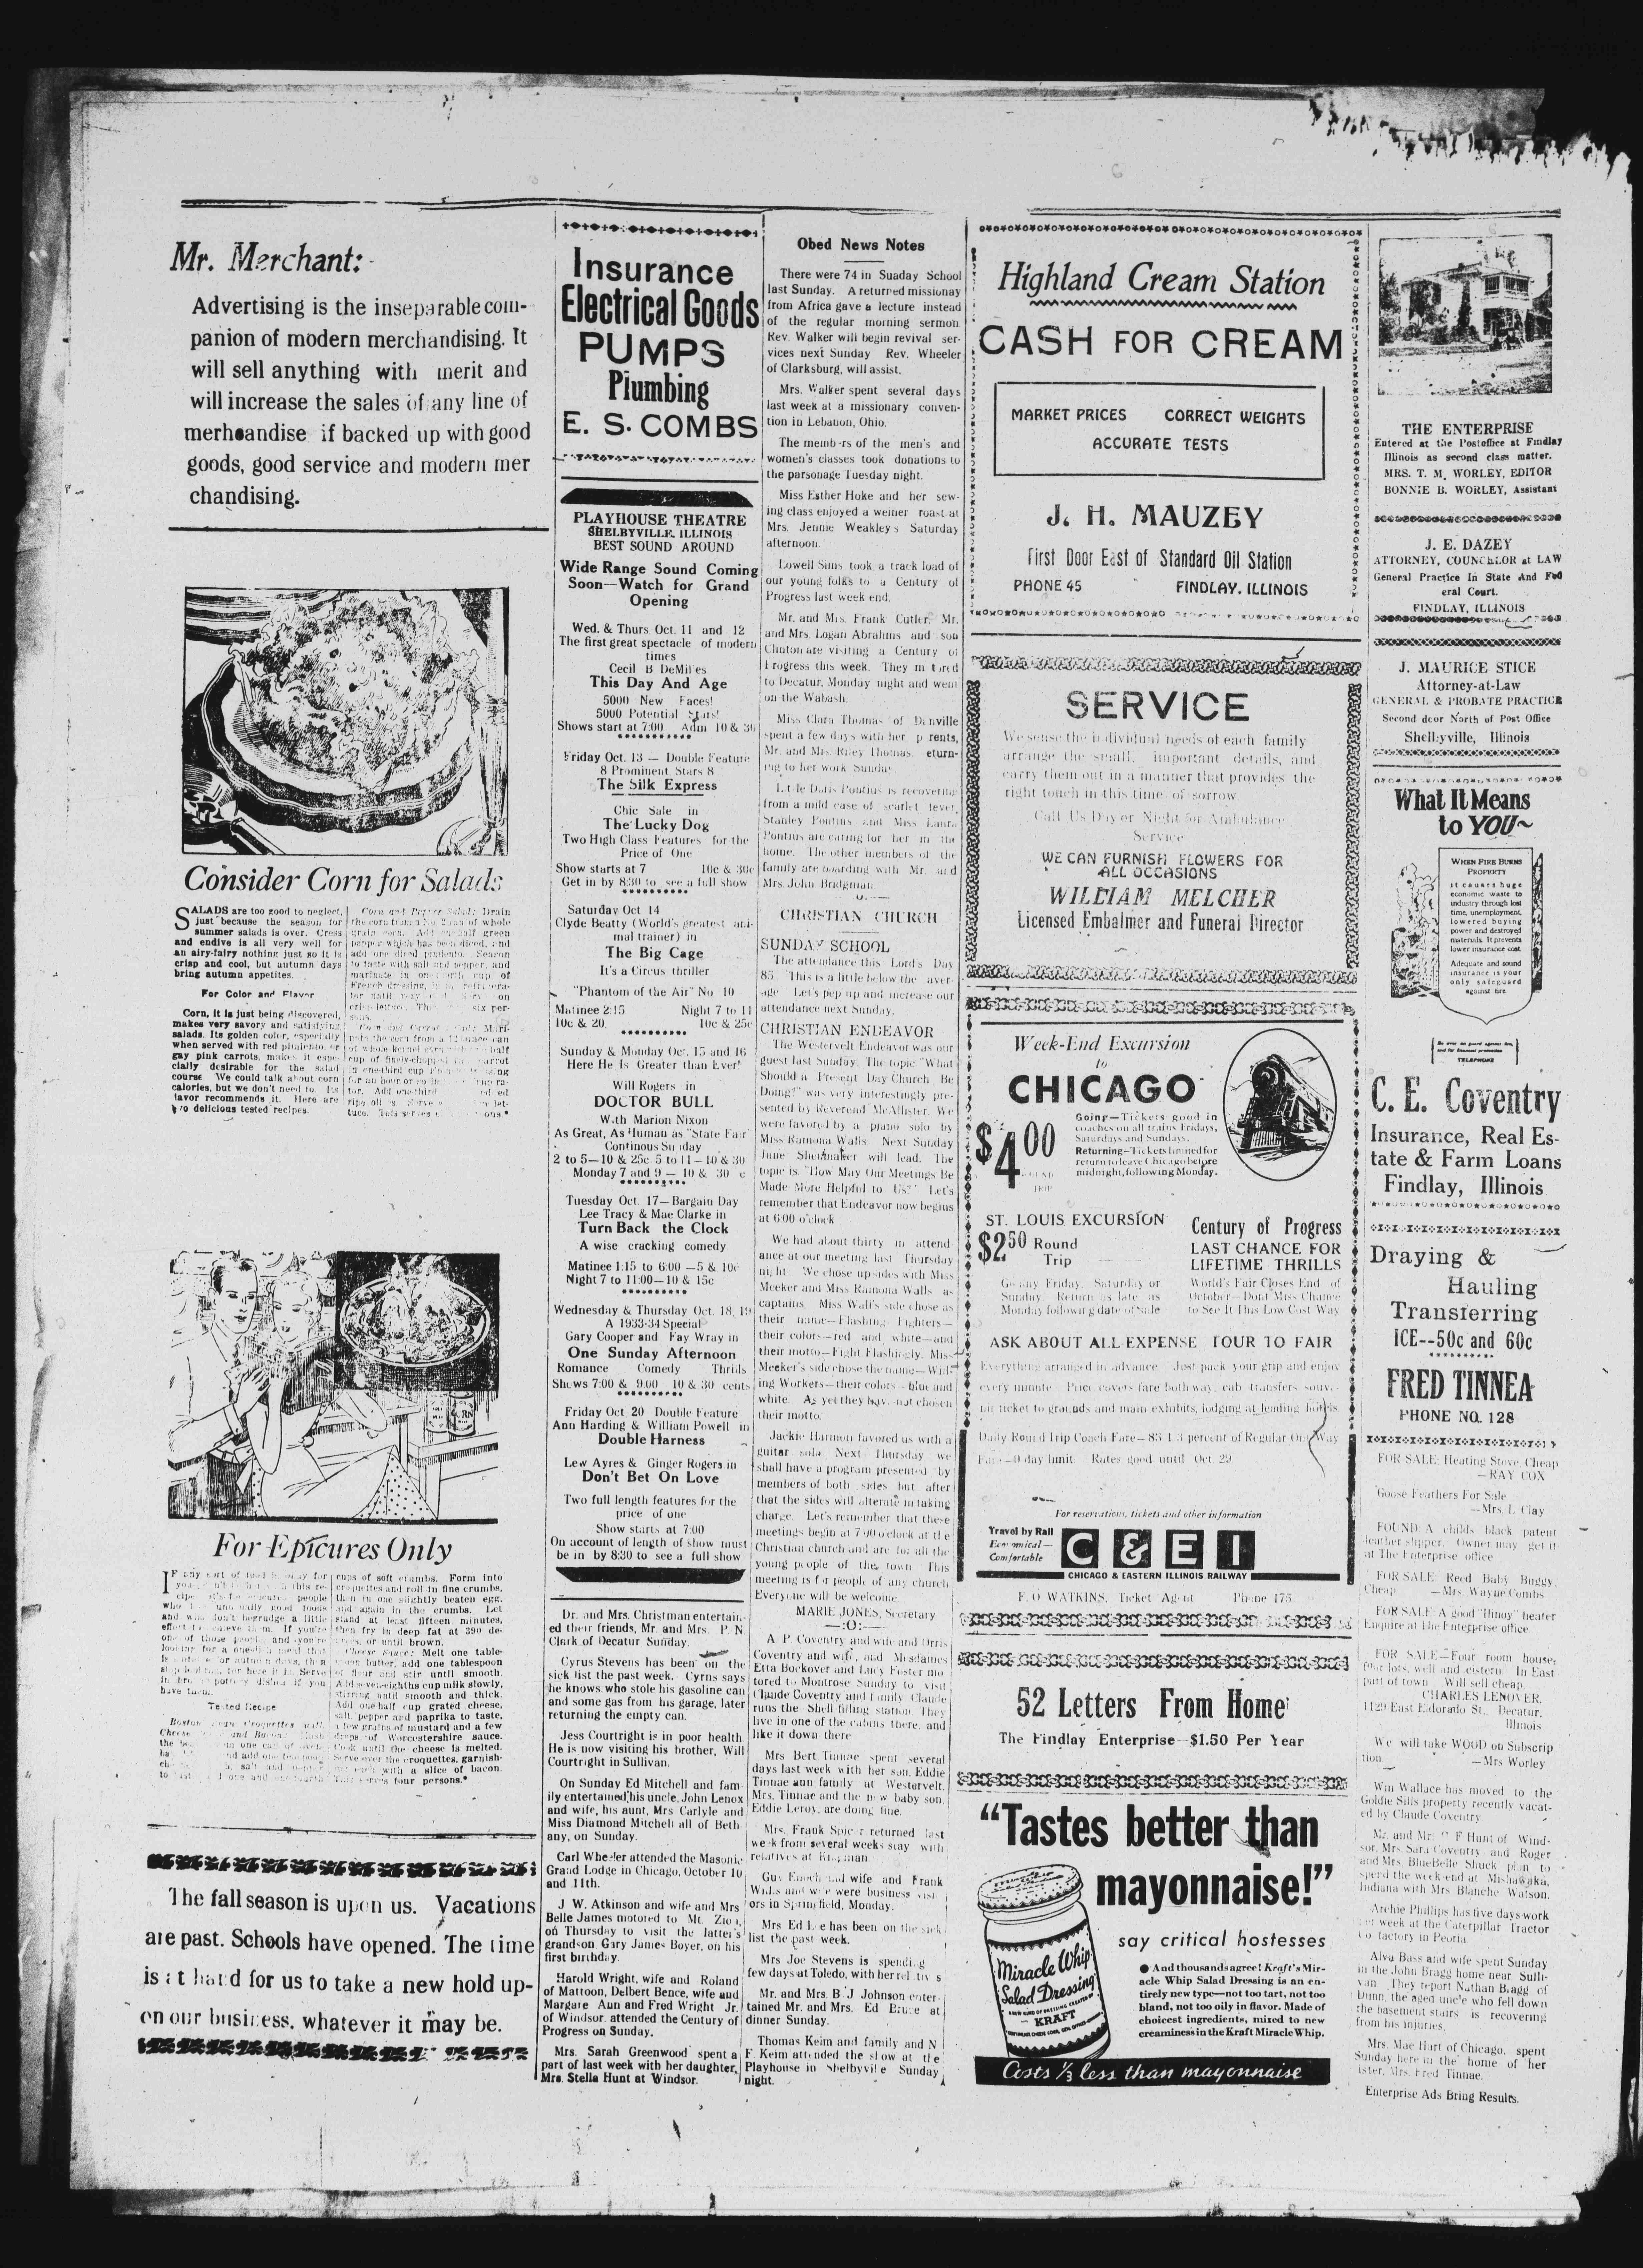 Mr. Merchant:
Advertising is the inseparable com-
panion of modern merchandising. It
will sell anything with merit and
will increase the sales of any line of
merhsandise if backed up with good
goods, good service and modern mer
chandising.
Consider Corn for Salads
SALADS are too good to neglect,
just because the season for
summer salads is over. Cress
and endive is all very well for
an airy-fairy nothing just so it is
crisp and cool, but autumn days
bring autumn appetites.
For Color and Flavor
Corn, it is just being discovered,
makes very savory and satisfying
salads. Its golden color, especially
when served with red pimiento, or
gay pink carrots, makes it espe
cially desirable for the salad
course. We could talk about corn
calories, but we don't need to. Its
flavor recommends it. Here are
two delicious tested recipes.
Corn and Pepper Salad: Drain
the corn from a No. 2 can of whole
grain corn. Add half green
pepper which has been diced, and
add one diced pimiento. Season
to taste with salt and pepper, and
marinate in cup of
French dressing, in
tor until very on
crisp lettuce. six per-
sons.
Corn and Carrot Mari-
nate the corn from a 12 ounce can
of whole kernel corn half
cup of finely-chopped carrot
in one-third cup
for an hour or so in
tor. Add one-third
ripe olives. Serve let-
tuce. This serves
For Epicures Only
IF any sort of food is okay for
you, this re-
cipe. people
who good foods
and who don't begrudge a little
effort to them. If you're
one of those people, and you're
looking for a meal that
is for autumn days, then
stop looking, for here it is. Serve
in pottery dishes if you
have them.
Tested Recipe
Boston Bean Croquettes with
Cheese and Bacon: Mash
the one can of oven
and add one
salt and
to one and one-fourth
cups of soft crumbs. Form into
croquettes and roll in fine crumbs,
then in one slightly beaten egg,
and again in the crumbs. Let
stand at least fifteen minutes,
then fry in deep fat at 390 de-
grees, or until brown.
Cheese Sauce: Melt one table-
spoon butter, add one tablespoon
of flour and stir until smooth.
Add seven-eighths cup milk slowly,
stirring until smooth and thick.
Add one half cup grated cheese,
salt, pepper and paprika to taste,
a few grains of mustard and a few
drops of Worcestershire sauce.
Cook until the cheese is melted.
Serve over the croquettes, garnish-
ing each with a slice of bacon.
This serves four persons.*
The fall season is upon us. Vacations
are past. Schools have opened. The time
is at hand for us to take a new hold up-
on our business, whatever it may be.
Insurance
Electrical Goods
PUMPS
Plumbing
E. S. COMBS
PLAYHOUSE THEATRE
SHELBYVILLE, ILLINOIS
BEST SOUND AROUND
Wide Range Sound Coming
Soon—Watch for Grand
Opening
Wed. & Thurs Oct. 11 and 12
The first great spectacle of modern
times
Cecil B DeMilles
This Day And Age
5000 New Faces!
5000 Potential Stars!
Shows start at 7:00 Adm 10 & 30
Friday Oct. 13 — Double Feature
8 Prominent Stars 8
The Silk Express
Chic Sale in
The Lucky Dog
Two High Class Features for the
Price of One
Show starts at 7 10c & 30c
Get in by 8:30 to see a full show
Saturday Oct 14
Clyde Beatty (World's greatest ani-
mal trainer) in
The Big Cage
It's a Circus thriller
"Phantom of the Air" No 10
Matinee 2:15 Night 7 to 11
10c & 20 10c & 25c
Sunday & Monday Oct. 15 and 16
Here He Is Greater than Ever!
Will Rogers in
DOCTOR BULL
With Marion Nixon
As Great, As Human as "State Fair"
Continous Sunday
2 to 5—10 & 25c 5 to 11—10 & 30
Monday 7 and 9 — 10 & 30 c
Tuesday Oct. 17—Bargain Day
Lee Tracy & Mae Clarke in
Turn Back the Clock
A wise cracking comedy
Matinee 1:15 to 6:00 —5 & 10c
Night 7 to 11:00—10 & 15c
Wednesday & Thursday Oct. 18, 19
A 1933-34 Special
Gary Cooper and Fay Wray in
One Sunday Afternoon
Romance Comedy Thrills
Shows 7:00 & 9:00 10 & 30 cents
Friday Oct. 20 Double Feature
Ann Harding & William Powell in
Double Harness
Lew Ayres & Ginger Rogers in
Don't Bet On Love
Two full length features for the
price of one
Show starts at 7:00
On account of length of show must
be in by 8:30 to see a full show
Dr. and Mrs. Christman entertain-
ed their friends, Mr. and Mrs. P. N.
Clark of Decatur Sunday.
Cyrus Stevens has been on the
sick list the past week. Cyrus says
he knows who stole his gasoline can
and some gas from his garage, later
returning the empty can.
Jess Courtright is in poor health
He is now visiting his brother, Will
Courtright in Sullivan.
On Sunday Ed Mitchell and fam
ily entertained his uncle, John Lenox
and wife, his aunt, Mrs Carlyle and
Miss Diamond Mitchell all of Beth
any, on Sunday.
Carl Wheeler attended the Masonic
Grand Lodge in Chicago, October 10
and 11th.
J W. Atkinson and wife and Mrs
Belle James motored to Mt. Zion,
on Thursday to visit the latter's
grandson, Gary James Boyer, on his
first birthday.
Harold Wright, wife and Roland
of Mattoon, Delbert Bence, wife and
Margare Ann and Fred Wright Jr.
of Windsor, attended the Century of
Progress on Sunday.
Mrs. Sarah Greenwood spent a
part of last week with her daughter,
Mrs. Stella Hunt at Windsor.
Obed News Notes
There were 74 in Suaday School
last Sunday. A returned missionay
from Africa gave a lecture instead
of the regular morning sermon.
Rev. Walker will begin revival ser-
vices next Sunday Rev. Wheeler
of Clarksburg, will assist.
Mrs. Walker spent several days
last week at a missionary conven-
tion in Lebanon, Ohio.
The memb-rs of the men's and
women's classes took donations to
the parsonage Tuesday night.
Miss Esther Hoke and her sew-
ing class enjoyed a weiner roast at
Mrs. Jennie Weakley's Saturday
afternoon.
Lowell Sims took a track load of
our young folks to a Century of
Progress last week end.
Mr. and Mrs. Frank Cutler, Mr.
and Mrs Logan Abrahms and son
Clinton are visiting a Century of
Progress this week. They motored
to Decatur, Monday night and went
on the Wabash.
Miss Clara Thomas of Danville
spent a few days with her parents,
Mr. and Mrs. Riley Thomas, return-
ing to her work Sunday.
Little Doris Pontius is recovering
from a mild case of scarlet fever,
Stanley Pontius and Miss Laura
Pontius are caring for her in the
home. The other members of the
family are boarding with Mr. and
Mrs. John Bridgman.
CHRISTIAN CHURCH
SUNDAY SCHOOL
The attendance this Lord's Day
85. This is a little below the aver-
age Let's pep up and increase our
attendance next Sunday.
CHRISTIAN ENDEAVOR
The Westervelt Endeavor was our
guest last Sunday. The topic "What
Should a Present Day Church Be
Doing?" was very interestingly pre-
sented by Reverend McAllister. We
were favored by a piano solo by
Miss Ramona Walls Next Sunday
June Shoemaker will lead. The
topic is, "How May Our Meetings Be
Made More Helpful to Us?" Let's
remember that Endeavor now begins
at 6:00 o'clock
We had about thirty in attend
ance at our meeting last Thursday
night. We chose up sides with Miss
Meeker and Miss Ramona Walls as
captains. Miss Wall's side chose as
their name—Flashing Fighters—
their colors—red and white—and
their motto—Fight Flashingly. Miss
Meeker's side chose the name—Will-
ing Workers—their colors—blue and
white. As yet they have not chosen
their motto.
Jackie Harmon favored us with a
guitar solo. Next Thursday we
shall have a program presented by
members of both sides but after
that the sides will alterate in taking
charge. Let's remember that these
meetings begin at 7:00 o'clock at the
Christian church and are for all the
young people of the town This
meeting is for people of any church
Everyone will be welcome.
MARIE JONES, Secretary
—:O:—
A P. Coventry and wife and Orris
Coventry and wife, and Mesdames
Etta Bockover and Lucy Foster mo
tored to Montrose Sunday to visit
Claude Coventry and family Claude
runs the Shell filling station. They
live in one of the cabins there, and
like it down there
Mrs Bert Tinnae spent several
days last week with her son, Eddie
Tinnae ann family at Westervelt.
Mrs. Tinnae and the new baby son,
Eddie Leroy, are doing fine.
Mrs. Frank Spicer returned last
week from several weeks stay with
relatives at Kinman
Guy Enoch and wife and Frank
Willis and wife were business visi
ors in Springfield, Monday.
Mrs Ed Lee has been on the sick
list the past week.
Mrs Joe Stevens is spending
few days at Toledo, with her relatives
Mr. and Mrs. B J Johnson enter-
tained Mr. and Mrs. Ed Bruce at
dinner Sunday.
Thomas Keim and family and N
F Keim attended the show at the
Playhouse in Shelbyville Sunday
night.
Highland Cream Station
CASH FOR CREAM
MARKET PRICES CORRECT WEIGHTS
ACCURATE TESTS
J. H. MAUZEY
First Door East of Standard Oil Station
PHONE 45 FINDLAY, ILLINOIS
SERVICE
We sense the individual needs of each family
arrange the small, important details, and
carry them out in a manner that provides the
right touch in this time of sorrow
Call Us Day or Night for Ambulance
Service
WE CAN FURNISH FLOWERS FOR
ALL OCCASIONS
WILLIAM MELCHER
Licensed Embalmer and Funeral Director
Week-End Excursion
to
CHICAGO
$4.00
ROUND
TRIP
Going—Tickets good in
coaches on all trains Fridays,
Saturdays and Sundays.
Returning—Tickets limited for
return to leave Chicago before
midnight, following Monday.
ST. LOUIS EXCURSION
$2.50 Round
Trip
Go any Friday, Saturday or
Sunday. Return as late as
Monday following date of sale
Century of Progress
LAST CHANCE FOR
LIFETIME THRILLS
World's Fair Closes End of
October—Dont Miss Chance
to See It This Low Cost Way
ASK ABOUT ALL-EXPENSE TOUR TO FAIR
Everything arranged in advance Just pack your grip and enjoy
every minute Price covers fare both way, cab transfers souve-
nir ticket to grounds and main exhibits, lodging at leading hotels.
Daily Round Trip Coach Fare—83 1-3 percent of Regular One Way
Fare 10 day limit Rates good until Oct. 29
For reservations, tickets and other information
Travel by Rail
Economical—
Comfortable
C & E I
CHICAGO & EASTERN ILLINOIS RAILWAY
F. O WATKINS, Ticket Agent Phone 175
52 Letters From Home
The Findlay Enterprise $1.50 Per Year
"Tastes better than
mayonnaise!"
say critical hostesses
● And thousands agree! Kraft's Mir-
acle Whip Salad Dressing is an en-
tirely new type—not too tart, not too
bland, not too oily in flavor. Made of
choicest ingredients, mixed to new
creaminess in the Kraft Miracle Whip.
Miracle Whip
Salad Dressing
KRAFT
Costs 1/3 less than mayonnaise
THE ENTERPRISE
Entered at the Postoffice at Findlay
Illinois as second class matter.
MRS. T. M. WORLEY, EDITOR
BONNIE B. WORLEY, Assistant
J. E. DAZEY
ATTORNEY, COUNCELOR at LAW
General Practice In State And Fed
eral Court.
FINDLAY, ILLINOIS
J. MAURICE STICE
Attorney-at-Law
GENERAL & PROBATE PRACTICE
Second door North of Post Office
Shelbyville, Illinois
What It Means
to YOU~
WHEN FIRE BURNS
PROPERTY
it causes huge
economic waste to
industry through lost
time, unemployment,
lowered buying
power and destroyed
materials. It prevents
lower insurance cost.
Adequate and sound
insurance is your
only safeguard
against fire.
TELEPHONE
C. E. Coventry
Insurance, Real Es-
tate & Farm Loans
Findlay, Illinois
Draying &
Hauling
Transferring
ICE--50c and 60c
FRED TINNEA
PHONE NO. 128
FOR SALE: Heating Stove, Cheap
—RAY COX
Goose Feathers For Sale
—Mrs. I. Clay
FOUND: A childs black patent
leather slipper. Owner may get it
at The Enterprise office
FOR SALE: Reed Baby Buggy,
Cheap —Mrs. Wayne Combs
FOR SALE: A good "Ilinoy" heater
Enquire at The Enterprise office
FOR SALE—Four room house,
four lots, well and cistern. In East
part of town Will sell cheap.
CHARLES LENOVER,
1129 East Eldorado St., Decatur,
Illinois
We will take WOOD on Subscrip
tion. —Mrs Worley
Wm Wallace has moved to the
Goldie Sills property recently vacat-
ed by Claude Coventry
Mr. and Mrs F Hunt of Wind-
sor, Mrs. Sara Coventry and Roger
and Mrs BlueBelle Shuck plan to
spend the week-end at Mishawaka,
Indiana with Mrs Blanche Watson.
Archie Phillips has five days work
per week at the Caterpillar Tractor
Co factory in Peoria
Alva Bass and wife spent Sunday
in the John Bragg home near Sulli-
van They report Nathan Bragg of
Dunn, the aged uncle who fell down
the basement stairs is recovering
from his injuries.
Mrs. Mae Hart of Chicago, spent
Sunday here in the home of her
sister, Mrs Fred Tinnae.
Enterprise Ads Bring Results.